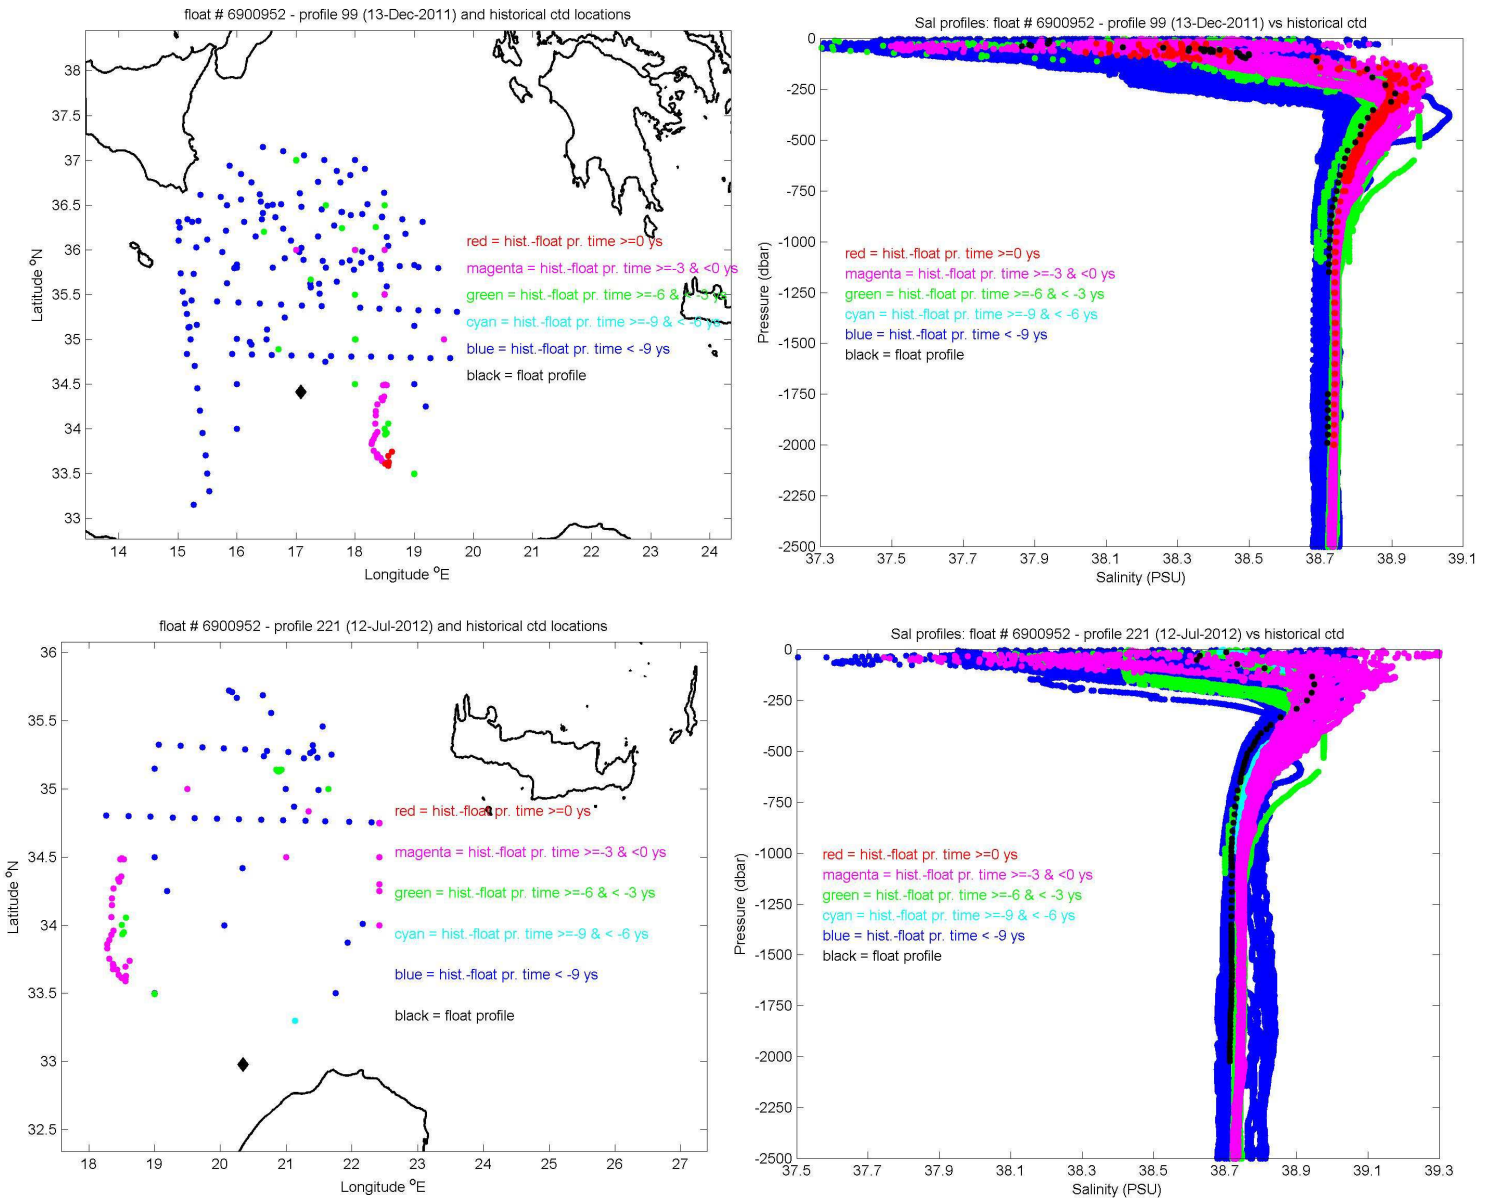 float # 6900952 - profile 99 (13-Dec-2011) and historical ctd locations
38
37.5
37
36.5
36
35.5
35
34.5
34
33.5
33
Latitude °N
red = hist.-float pr. time >=0 ys
magenta = hist.-float pr. time >=-3 & <0 ys
green = hist.-float pr. time >=-6 & < -3 ys
cyan = hist.-float pr. time >=-9 & < -6 ys
blue = hist.-float pr. time < -9 ys
black = float profile
14 15 16 17 18 19 20 21 22 23 24
Longitude °E
Sal profiles: float # 6900952 - profile 99 (13-Dec-2011) vs historical ctd
0
-250
-500
-750
-1000
-1250
-1500
-1750
-2000
-2250
-2500
Pressure (dbar)
red = hist.-float pr. time >=0 ys
magenta = hist.-float pr. time >=-3 & <0 ys
green = hist.-float pr. time >=-6 & < -3 ys
cyan = hist.-float pr. time >=-9 & < -6 ys
blue = hist.-float pr. time < -9 ys
black = float profile
37.3 37.5 37.7 37.9 38.1 38.3 38.5 38.7 38.9 39.1
Salinity (PSU)
float # 6900952 - profile 221 (12-Jul-2012) and historical ctd locations
36
35.5
35
34.5
34
33.5
33
32.5
Latitude °N
red = hist.-float pr. time >=0 ys
magenta = hist.-float pr. time >=-3 & <0 ys
green = hist.-float pr. time >=-6 & < -3 ys
cyan = hist.-float pr. time >=-9 & < -6 ys
blue = hist.-float pr. time < -9 ys
black = float profile
18 19 20 21 22 23 24 25 26 27
Longitude °E
Sal profiles: float # 6900952 - profile 221 (12-Jul-2012) vs historical ctd
0
-250
-500
-750
-1000
-1250
-1500
-1750
-2000
-2250
-2500
Pressure (dbar)
red = hist.-float pr. time >=0 ys
magenta = hist.-float pr. time >=-3 & <0 ys
green = hist.-float pr. time >=-6 & < -3 ys
cyan = hist.-float pr. time >=-9 & < -6 ys
blue = hist.-float pr. time < -9 ys
black = float profile
37.5 37.7 37.9 38.1 38.3 38.5 38.7 38.9 39.1 39.3
Salinity (PSU)